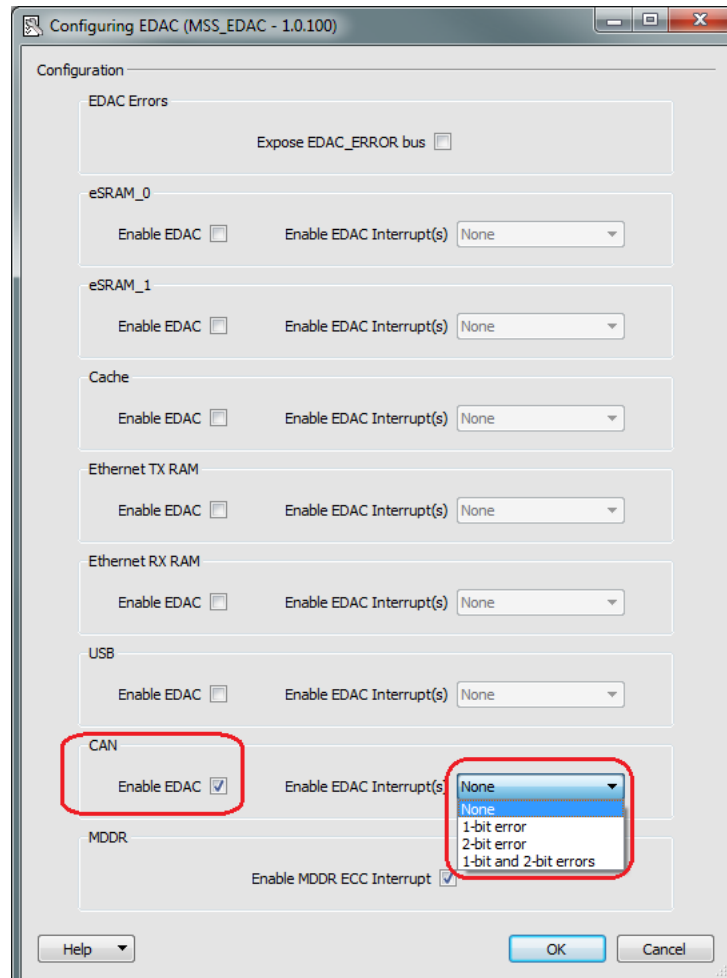 Configuring EDAC (MSS_EDAC - 1.0.100)
Configuration
EDAC Errors
Expose EDAC_ERROR bus
eSRAM_0
Enable EDAC Enable EDAC Interrupt(s) None
eSRAM_1
Enable EDAC Enable EDAC Interrupt(s) None
Cache
Enable EDAC Enable EDAC Interrupt(s) None
Ethernet TX RAM
Enable EDAC Enable EDAC Interrupt(s) None
Ethernet RX RAM
Enable EDAC Enable EDAC Interrupt(s) None
USB
Enable EDAC Enable EDAC Interrupt(s) None
CAN
Enable EDAC Enable EDAC Interrupt(s) None
None
1-bit error
2-bit error
1-bit and 2-bit errors
MDDR
Enable MDDR ECC Interrupt
Help OK Cancel